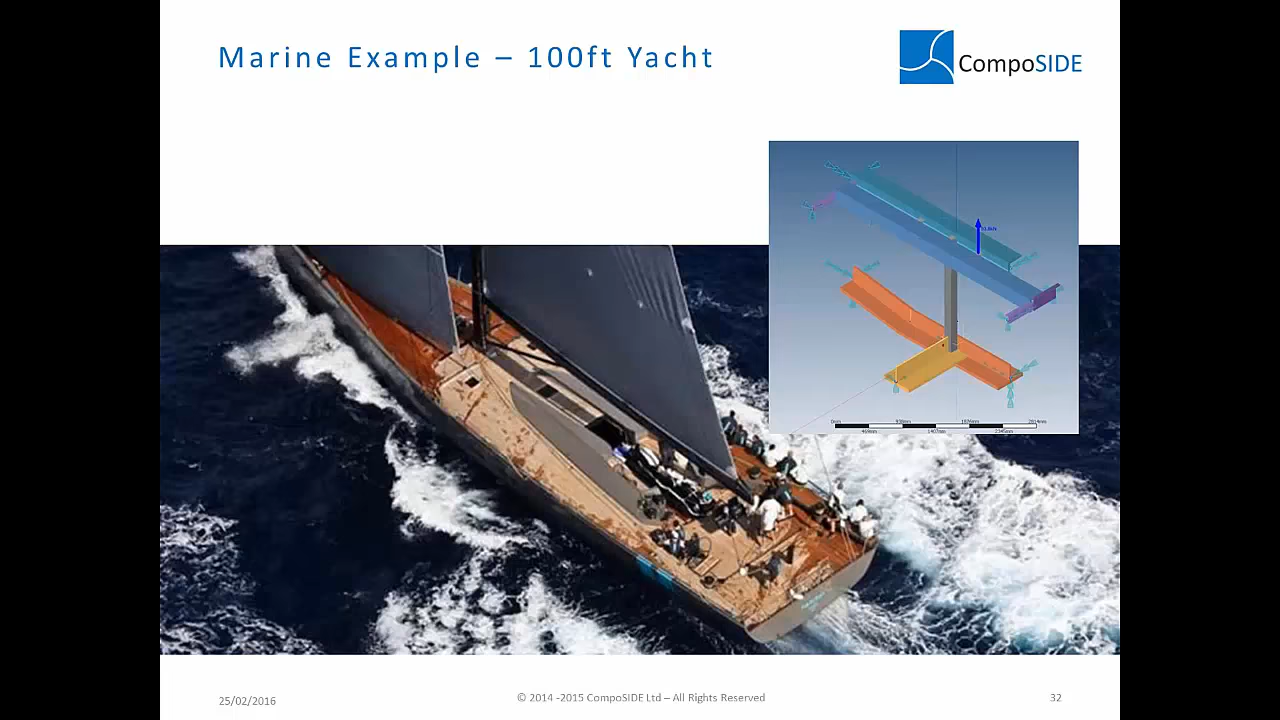 Marine Example – 100ft Yacht
CompoSIDE
25/02/2016
© 2014 -2015 CompoSIDE Ltd – All Rights Reserved
32